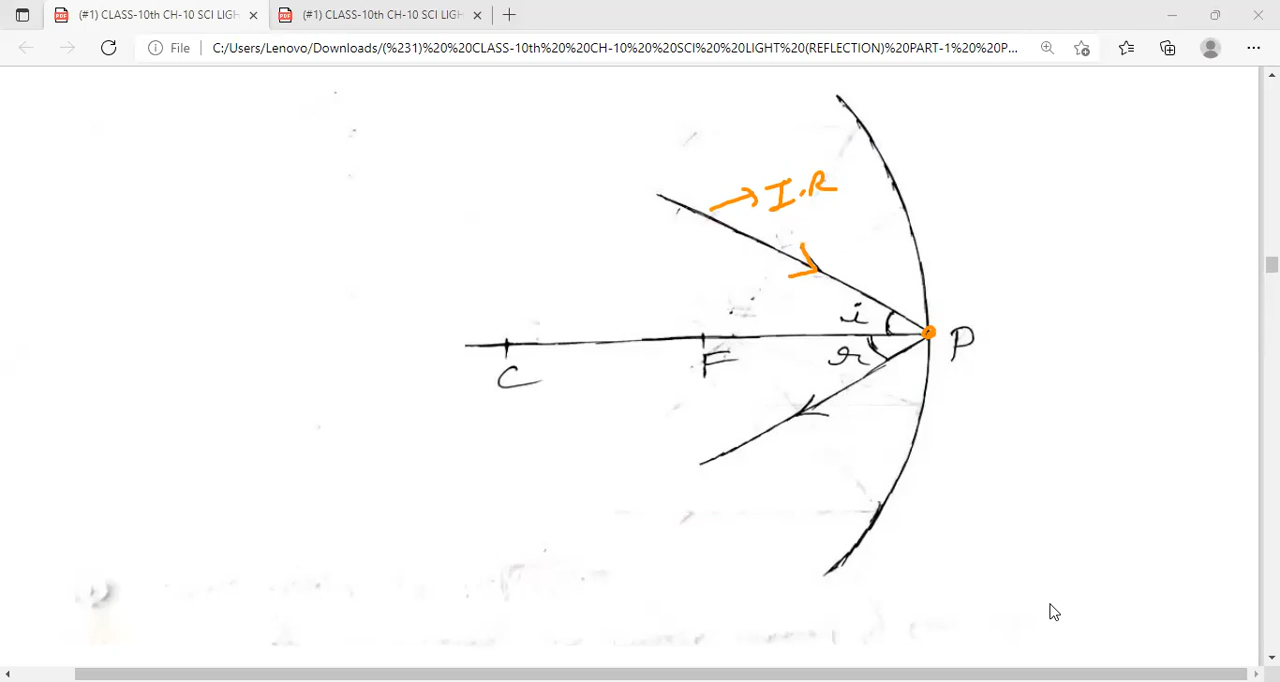 (#1) CLASS-10th CH-10 SCI LIGH
(#1) CLASS-10th CH-10 SCI LIGH
File
C:/Users/Lenovo/Downloads/(%231)%20%20CLASS-10th%20%20CH-10%20%20SCI%20%20LIGHT%20(REFLECTION)%20PART-1%20%20P...
→ I.R
i
P
r
F
C